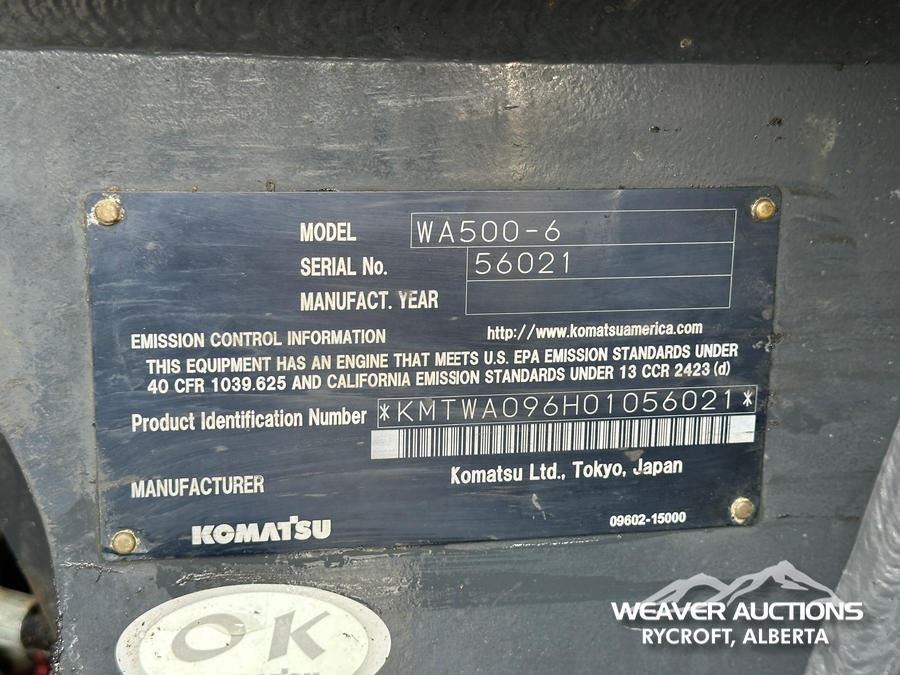 MODEL WA500-6
SERIAL No. 56021
MANUFACT. YEAR
EMISSION CONTROL INFORMATION http://www.komatsuamerica.com
THIS EQUIPMENT HAS AN ENGINE THAT MEETS U.S. EPA EMISSION STANDARDS UNDER
40 CFR 1039.625 AND CALIFORNIA EMISSION STANDARDS UNDER 13 CCR 2423 (d)
Product Identification Number *KMTWA096H01056021*
MANUFACTURER Komatsu Ltd., Tokyo, Japan
KOMATSU 09602-15000
OK
WEAVER AUCTIONS
RYCROFT, ALBERTA